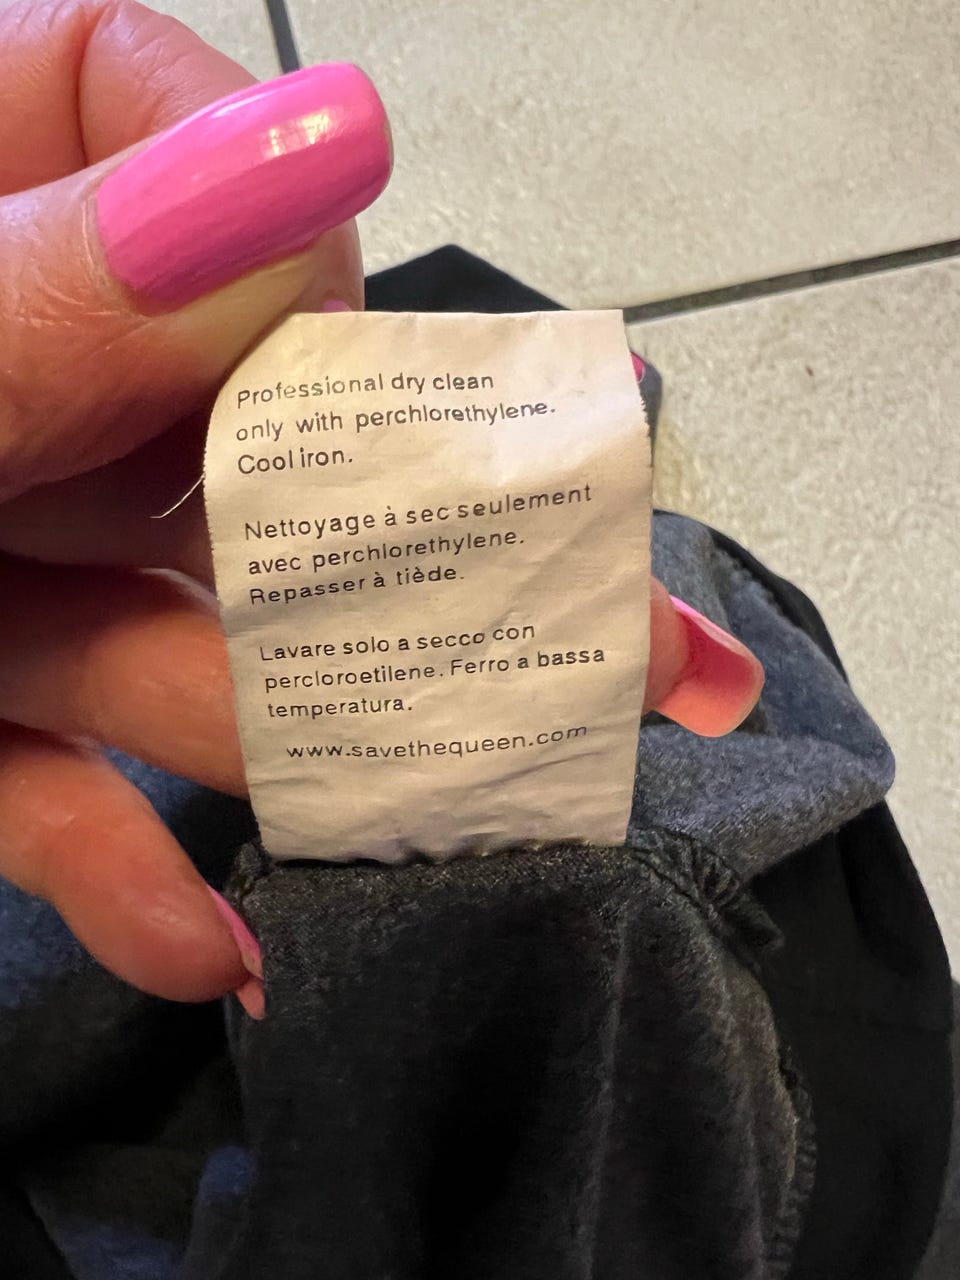 Professional dry clean
only with perchlorethylene.
Cool iron.
Nettoyage à sec seulement
avec perchlorethylene.
Repasser à tiède.
Lavare solo a secco con
percloroetilene. Ferro a bassa
temperatura.
www.savethequeen.com